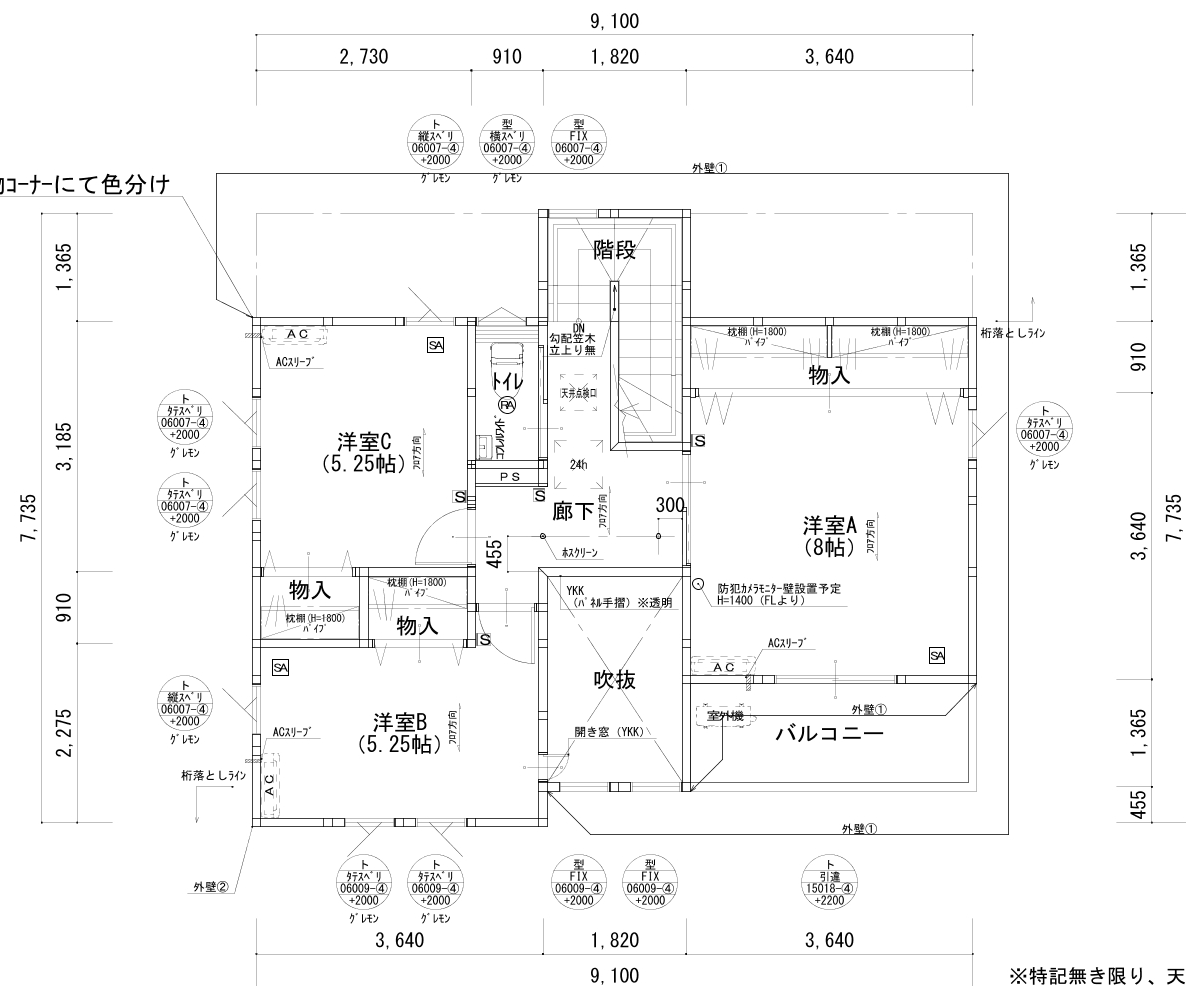 9,100
2,730
910
1,820
3,640
ト
縦スベリ
06007-④
+2000
グレモン
型
横スベリ
06007-④
+2000
グレモン
型
FIX
06007-④
+2000
外壁①
コーナーにて色分け
1,365
3,185
910
2,275
7,735
1,365
910
3,640
1,365
455
7,735
階段
DN
勾配笠木
立上り無
AC
ACスリーブ
SA
トイレ
RA
天井点検口
枕棚(H=1800)
パイプ
枕棚(H=1800)
パイプ
物入
桁落としライン
ト
タテスベリ
06007-④
+2000
グレモン
ト
タテスベリ
06007-④
+2000
グレモン
ト
タテスベリ
06007-④
+2000
グレモン
洋室C
(5.25帖)
フロア方向
PS
24h
S
S
S
廊下
フロア方向
300
455
ホスクリーン
洋室A
(8帖)
フロア方向
防犯カメラモニター壁設置予定
H=1400 (FLより)
物入
枕棚(H=1800)
パイプ
枕棚(H=1800)
パイプ
物入
S
YKK
(パネル手摺) ※透明
吹抜
開き窓 (YKK)
SA
ACスリーブ
AC
SA
室外機
外壁①
バルコニー
ト
縦スベリ
06007-④
+2000
グレモン
洋室B
(5.25帖)
フロア方向
ACスリーブ
AC
桁落としライン
外壁①
外壁②
ト
タテスベリ
06009-④
+2000
グレモン
ト
タテスベリ
06009-④
+2000
グレモン
型
FIX
06009-④
+2000
型
FIX
06009-④
+2000
ト
引違
15018-④
+2200
3,640
1,820
3,640
9,100
※特記無き限り、天